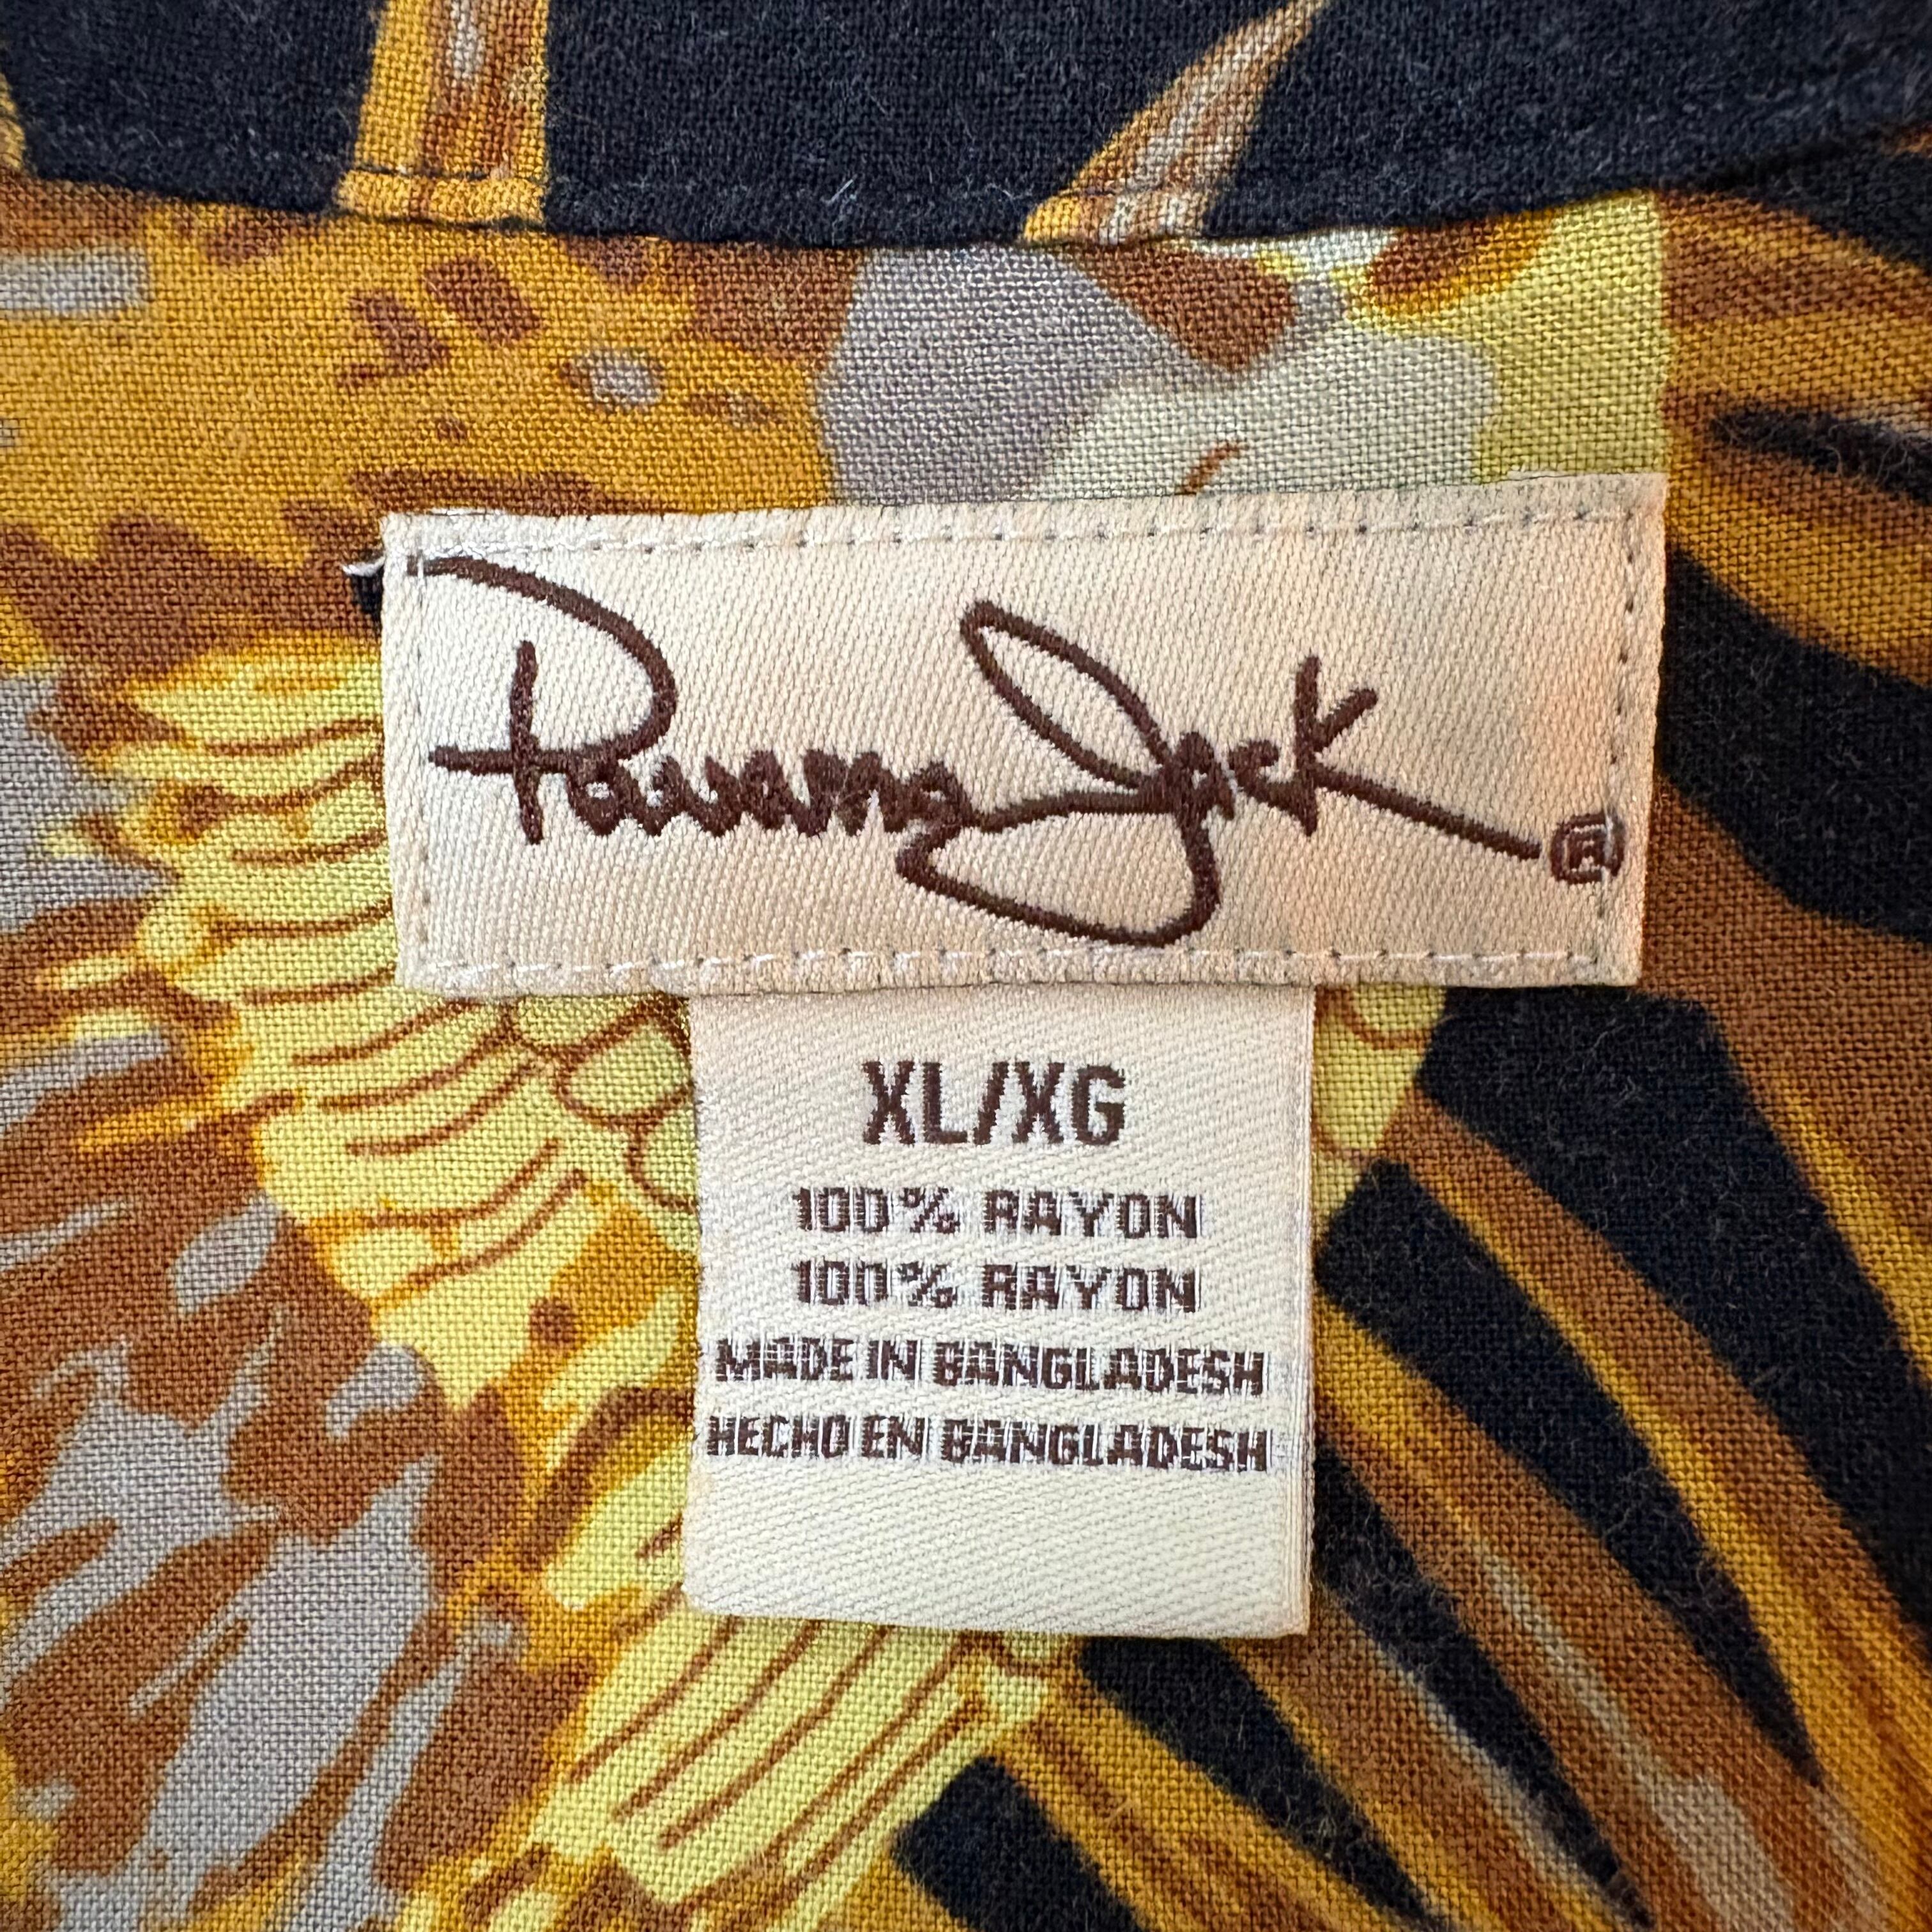 Panama Jack ®
XL/XG
100% RAYON
100% RAYON
MADE IN BANGLADESH
HECHO EN BANGLADESH